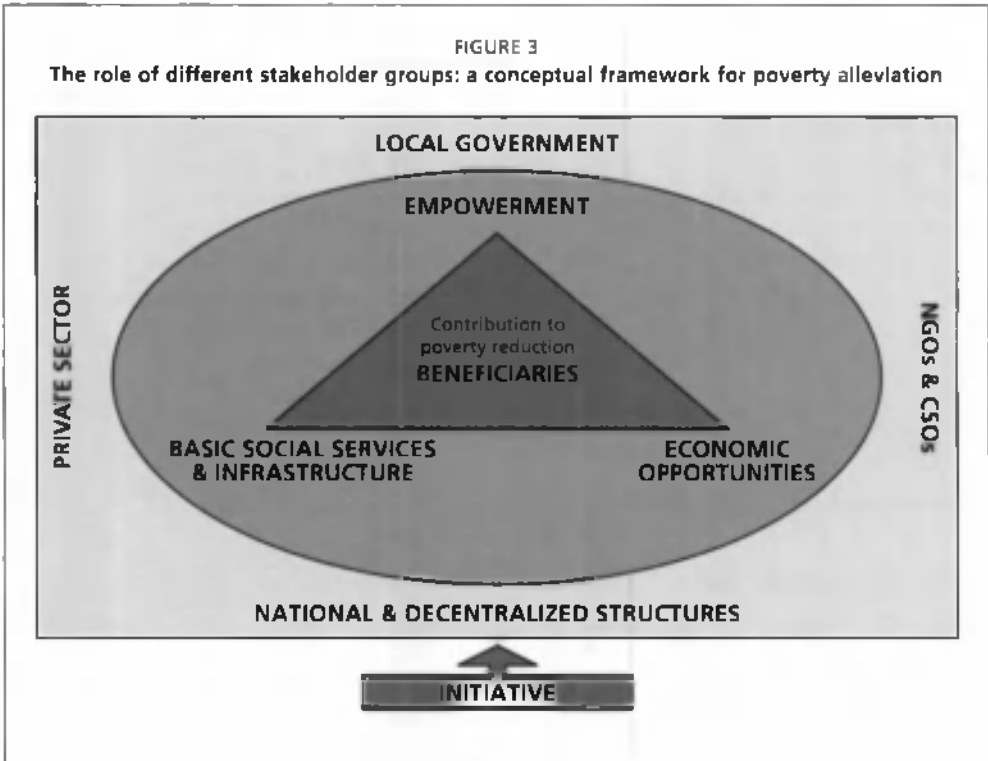 FIGURE 3
The role of different stakeholder groups: a conceptual framework for poverty alleviation
LOCAL GOVERNMENT
EMPOWERMENT
PRIVATE SECTOR
NGOs & CSOs
Contribution to
poverty reduction
BENEFICIARIES
BASIC SOCIAL SERVICES
& INFRASTRUCTURE
ECONOMIC
OPPORTUNITIES
NATIONAL & DECENTRALIZED STRUCTURES
INITIATIVE